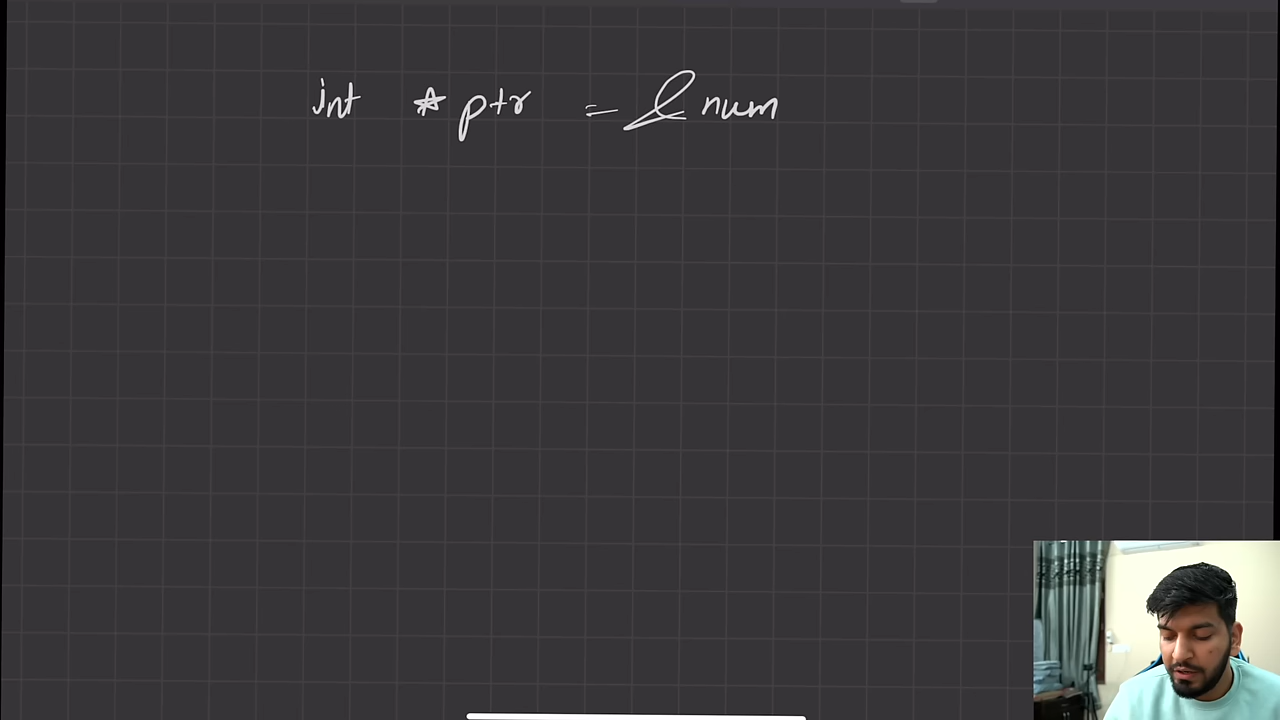 int * ptr = & num